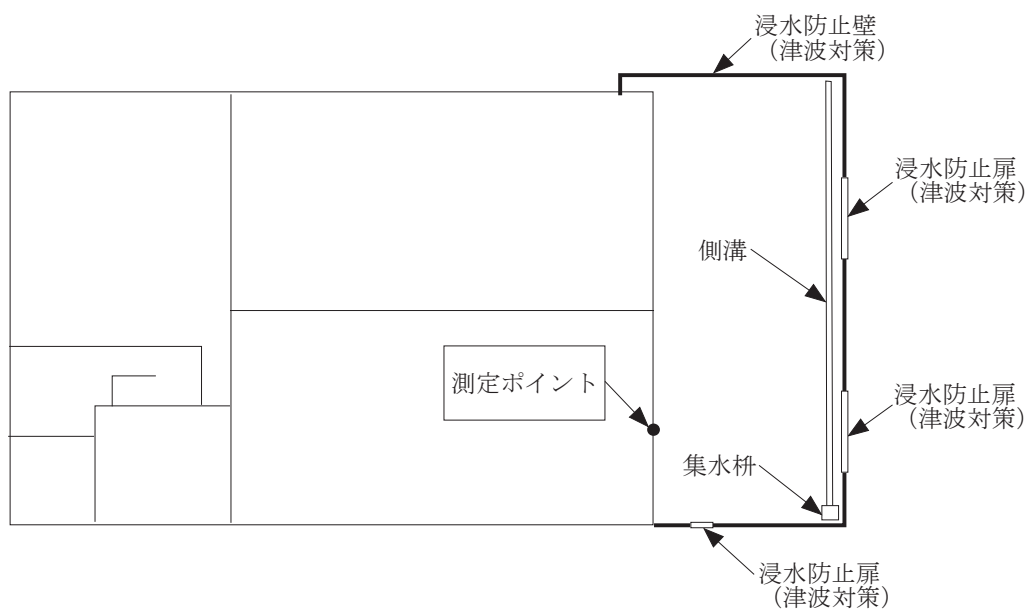 浸水防止壁
（津波対策）
浸水防止扉
（津波対策）
側溝
測定ポイント
浸水防止扉
（津波対策）
集水枡
浸水防止扉
（津波対策）